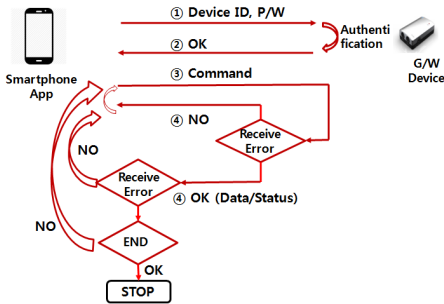 ① Device ID, P/W
Authenti
fication
② OK
G/W
Device
Smartphone
App
③ Command
④ NO
Receive
Error
NO
Receive
Error
④ OK (Data/Status)
NO
END
OK
STOP